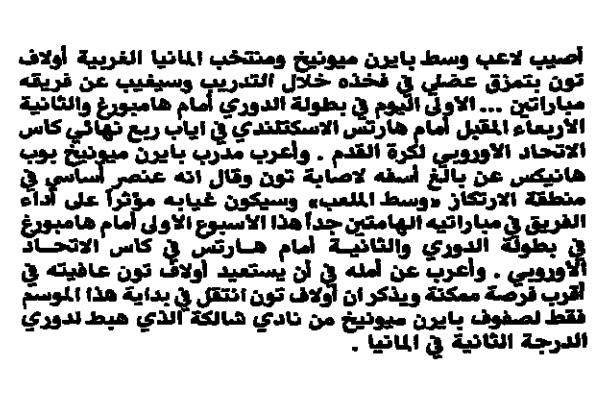 أصيب لاعب وسط بايرن ميونيخ ومنتخب المانيا الغربية أولاف
تون بتمزق عضلي في فخذه خلال التدريب وسيغيب عن فريقه
مباراتين ... الأولى اليوم في بطولة الدوري أمام هامبورغ والثانية
الأربعاء المقبل أمام هارتس الاسكتلندي في اياب ربع نهائي كاس
الاتحاد الأوروبي لكرة القدم . وأعرب مدرب بايرن ميونيخ يوب
هانيكس عن بالغ أسفه لاصابة تون وقال انه عنصر أساسي في
منطقة الارتكاز «وسط الملعب» وسيكون غيابه مؤثراً على أداء
الفريق في مباراتيه الهامتين جداً هذا الأسبوع الأولى أمام هامبورغ
في بطولة الدوري والثانية أمام هارتس في كاس الاتحاد
الأوروبي . وأعرب عن أمله في أن يستعيد أولاف تون عافيته في
أقرب فرصة ممكنة ويذكر ان أولاف تون انتقل في بداية هذا الموسم
فقط لصفوف بايرن ميونيخ من نادي شالكة الذي هبط لدوري
الدرجة الثانية في المانيا .